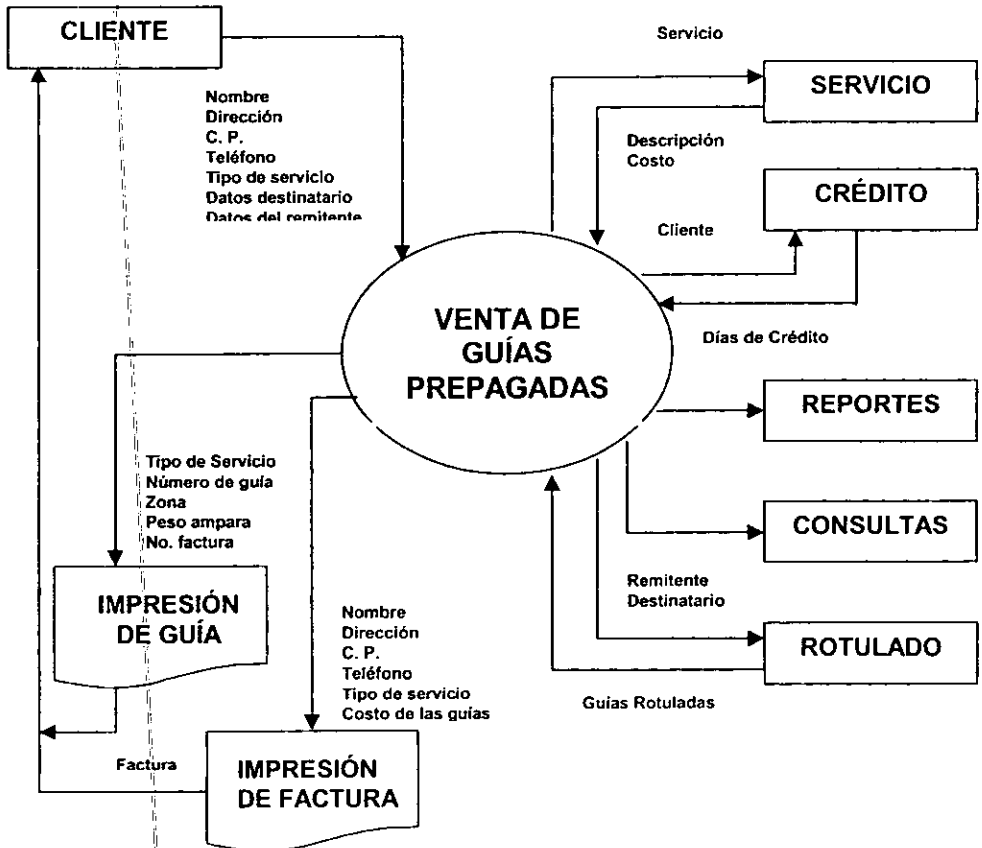 CLIENTE
Nombre
Dirección
C. P.
Teléfono
Tipo de servicio
Datos destinatario
Datos del remitente
Servicio
SERVICIO
Descripción
Costo
CRÉDITO
Cliente
Días de Crédito
VENTA DE
GUÍAS
PREPAGADAS
REPORTES
CONSULTAS
Remitente
Destinatario
ROTULADO
Guías Rotuladas
Tipo de Servicio
Número de guía
Zona
Peso ampara
No. factura
IMPRESIÓN
DE GUÍA
Nombre
Dirección
C. P.
Teléfono
Tipo de servicio
Costo de las guías
Factura
IMPRESIÓN
DE FACTURA